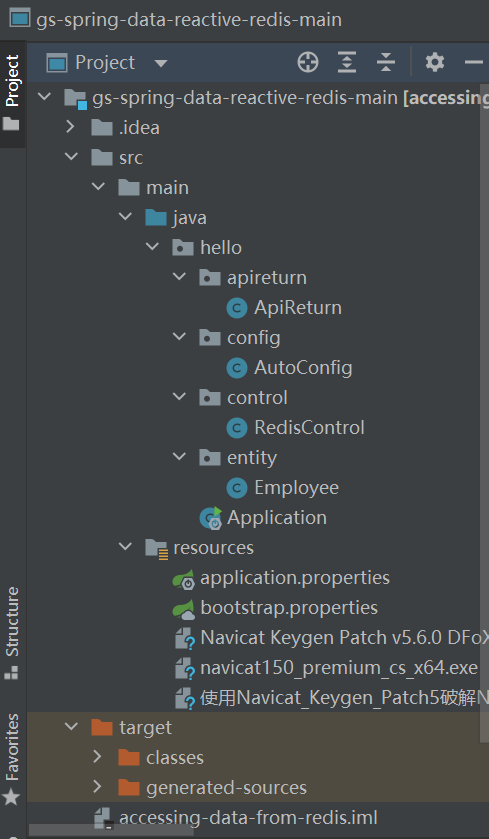 gs-spring-data-reactive-redis-main
Project
Project
gs-spring-data-reactive-redis-main [accessing
.idea
src
main
java
hello
apireturn
ApiReturn
config
AutoConfig
control
RedisControl
entity
Employee
Application
resources
application.properties
bootstrap.properties
Navicat Keygen Patch v5.6.0 DFoX
navicat150_premium_cs_x64.exe
使用Navicat_Keygen_Patch5破解N
target
classes
generated-sources
accessing-data-from-redis.iml
Structure
Favorites